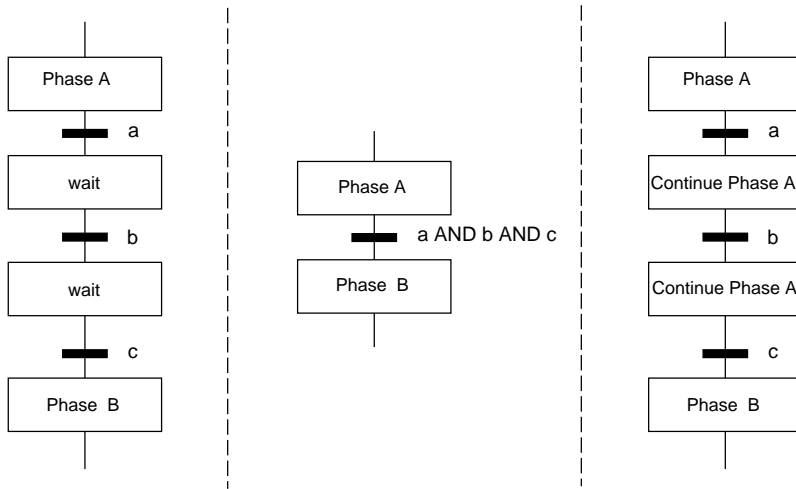 Phase A
a
wait
b
wait
c
Phase B
Phase A
a AND b AND c
Phase B
Phase A
a
Continue Phase A
b
Continue Phase A
c
Phase B